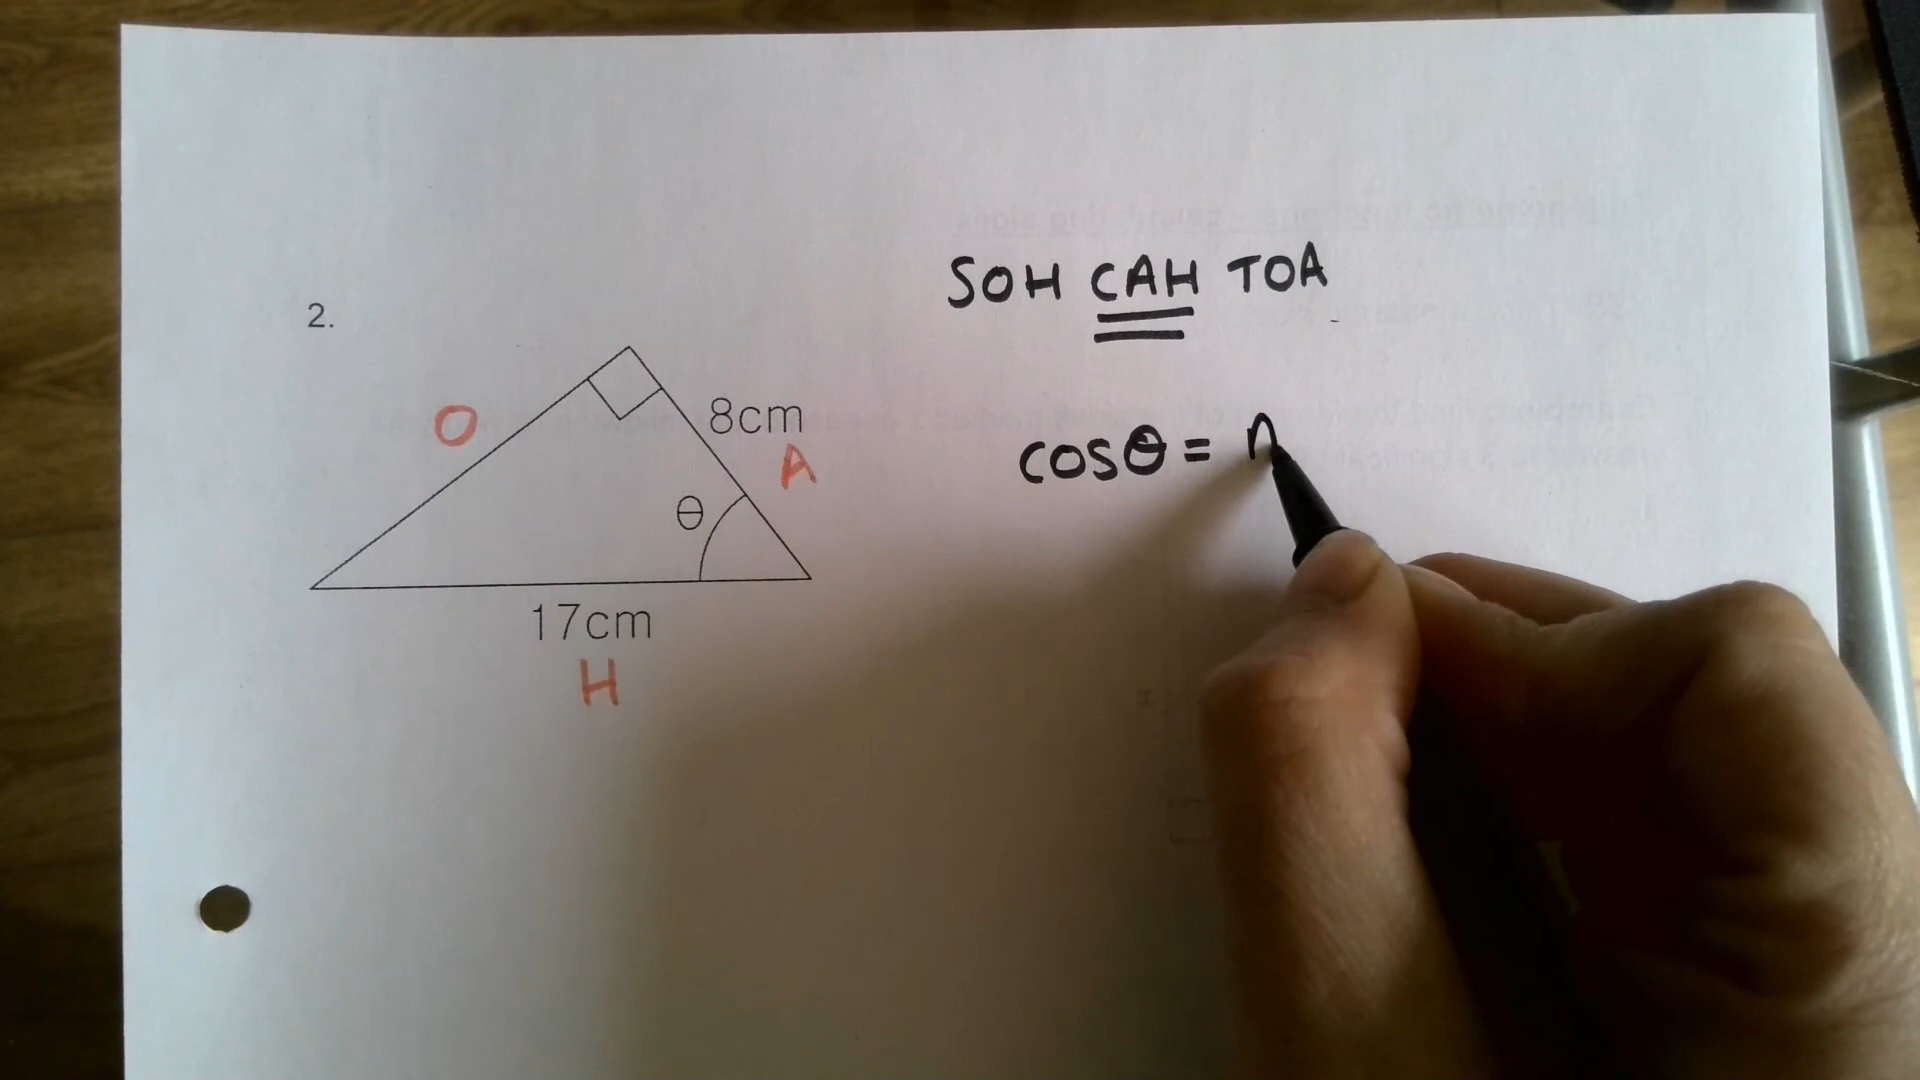 2.
SOH CAH TOA
O
8cm
A
cosθ =
θ
17cm
H